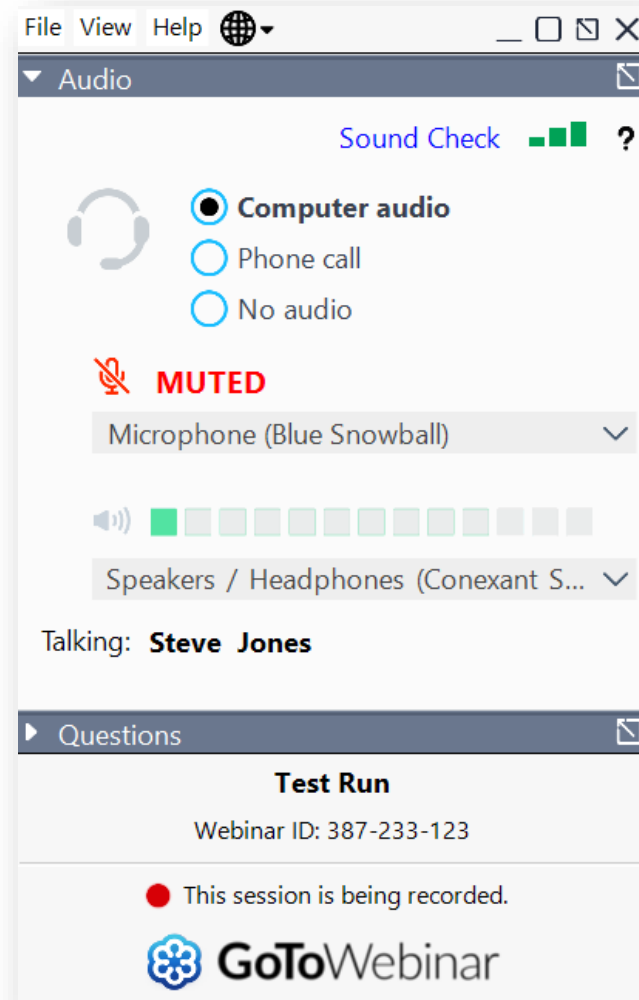 File View Help
Audio
Sound Check ?
Computer audio
Phone call
No audio
MUTED
Microphone (Blue Snowball)
Speakers / Headphones (Conexant S...
Talking: Steve Jones
Questions
Test Run
Webinar ID: 387-233-123
This session is being recorded.
GoToWebinar